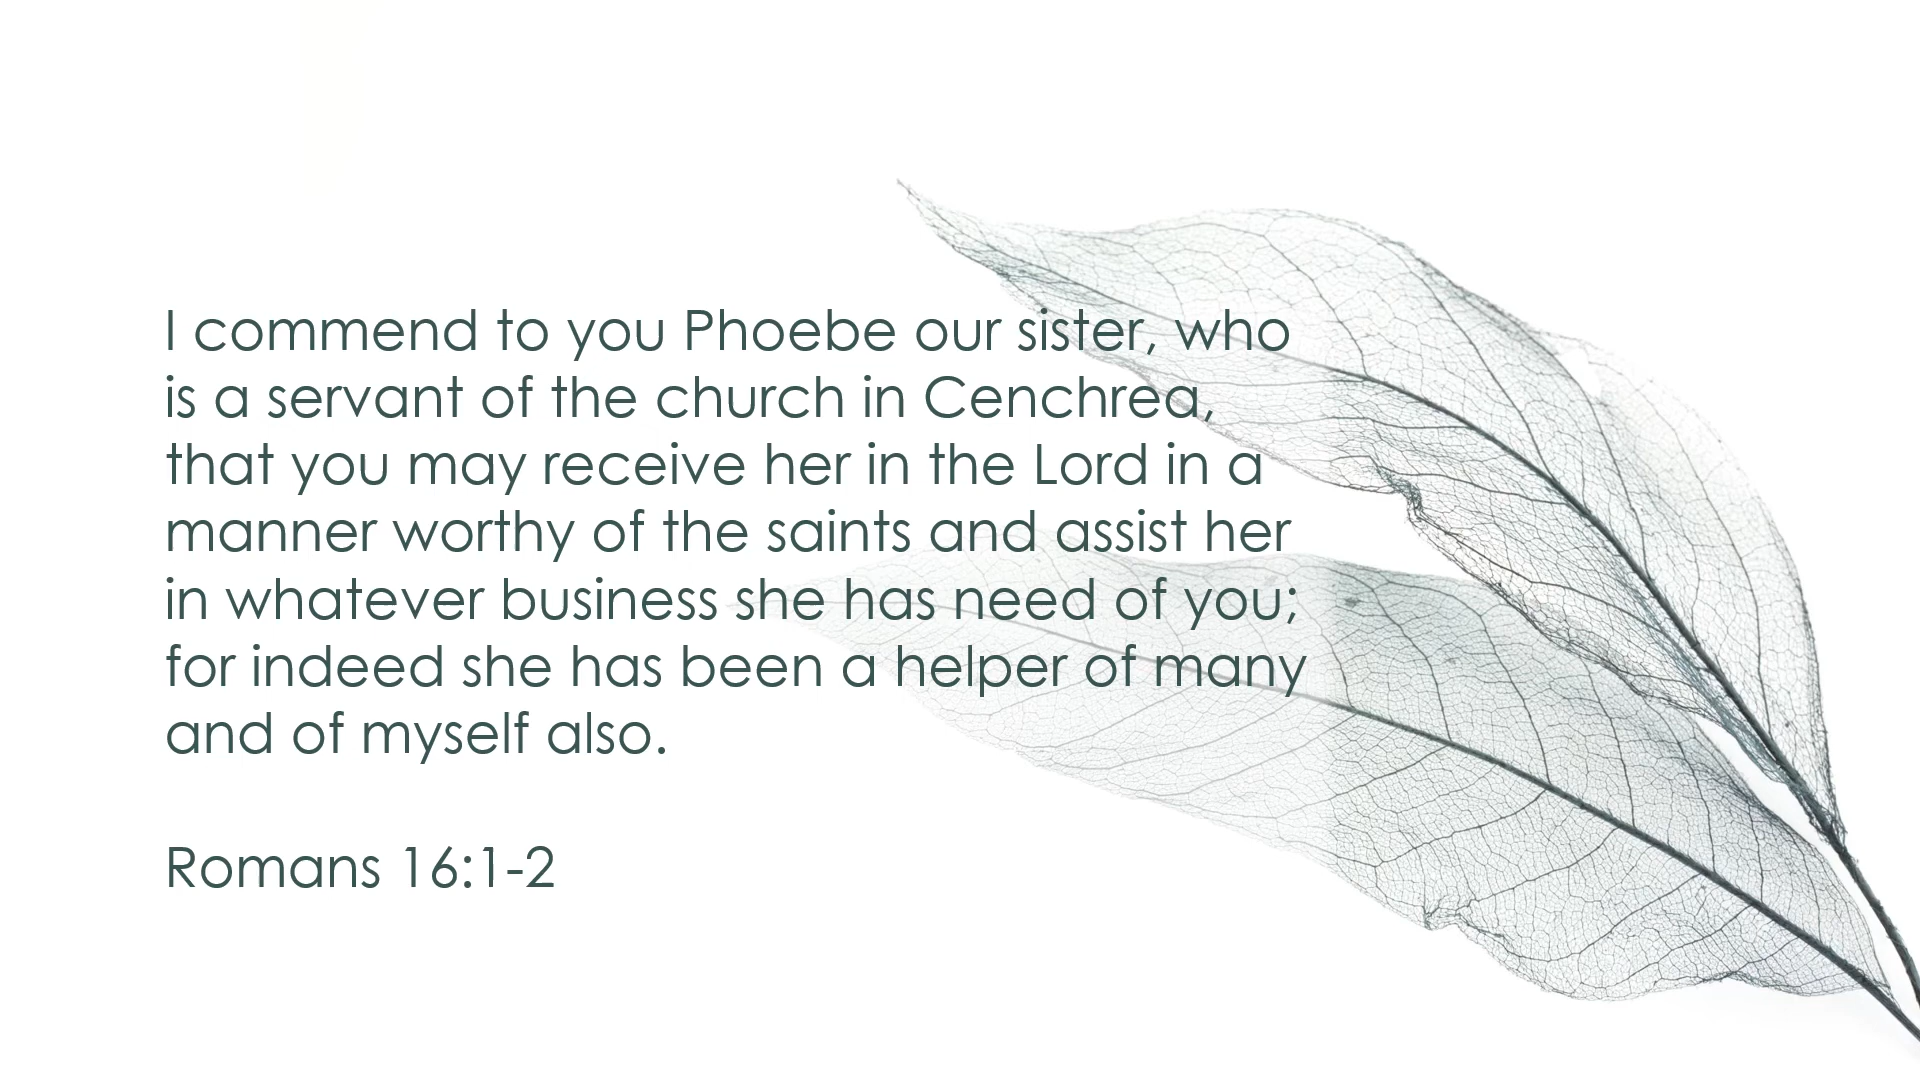 I commend to you Phoebe our sister, who
is a servant of the church in Cenchrea,
that you may receive her in the Lord in a
manner worthy of the saints and assist her
in whatever business she has need of you;
for indeed she has been a helper of many
and of myself also.
Romans 16:1-2